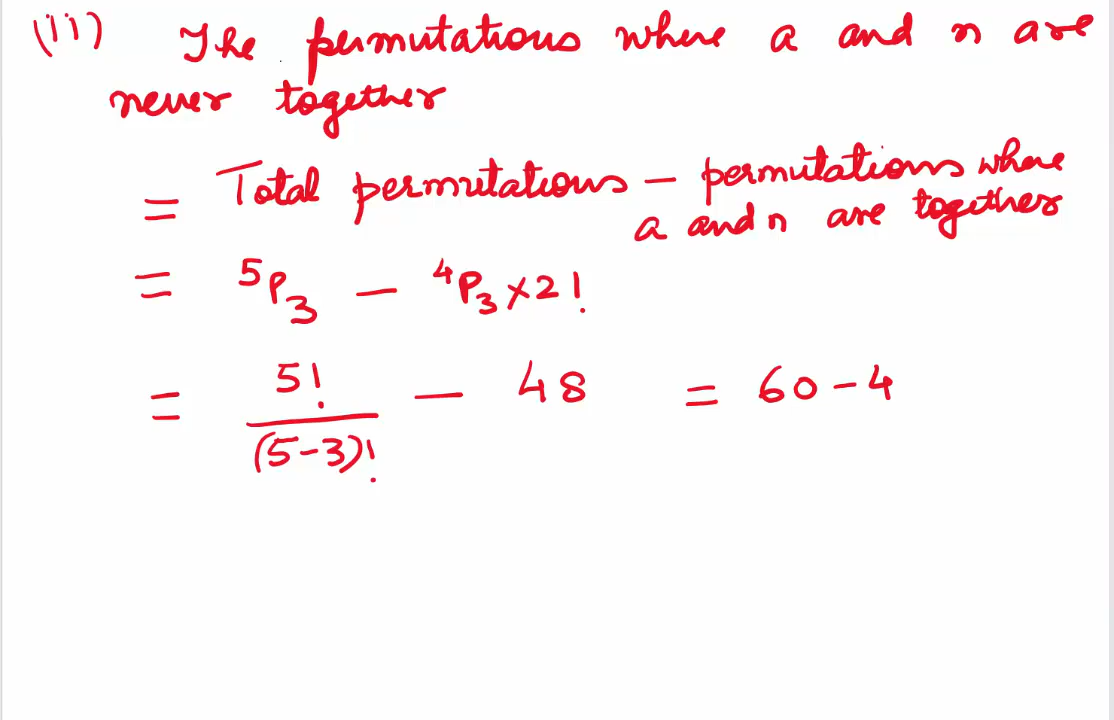 (ii) The permutations where a and n are
never together
= Total permutations - permutations where
a and n are together
= ⁵P₃ - ⁴P₃ × 2!
= 5!/(5-3)! - 48 = 60 - 4